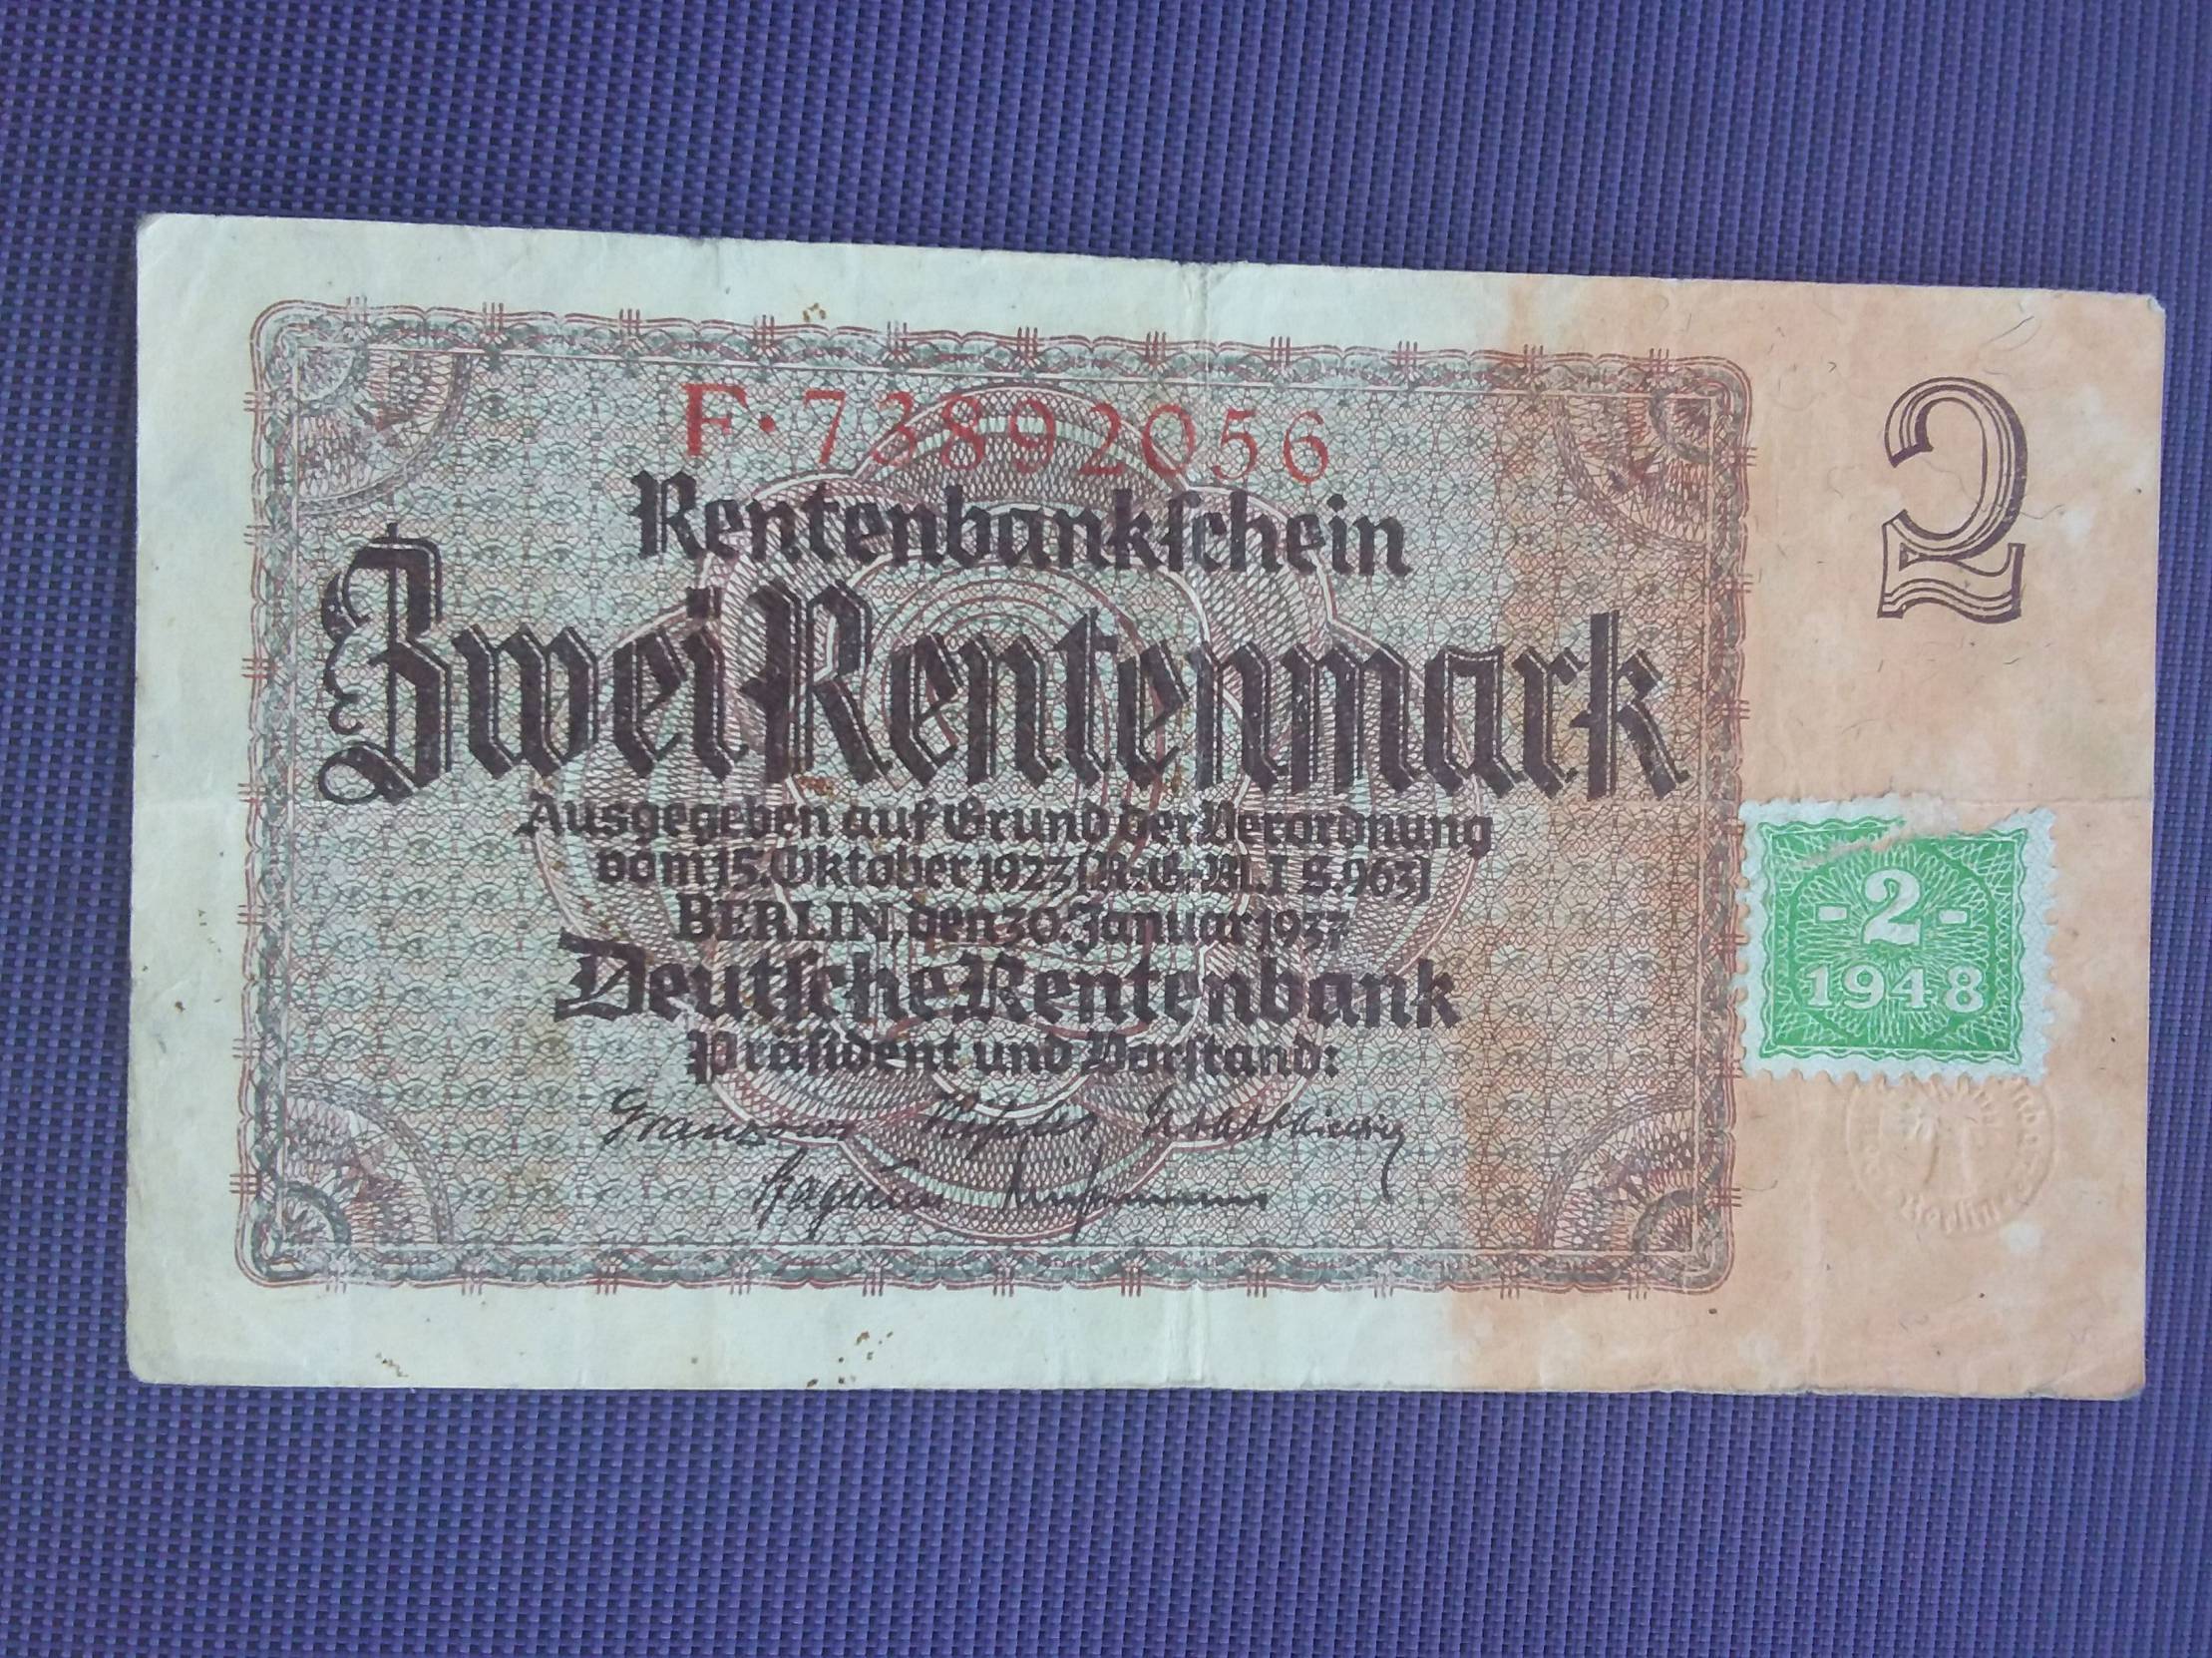 F·73892056
2
Rentenbankſchein
Zwei Rentenmark
Ausgegeben auf Grund der Verordnung
vom 15. Oktober 1923 (R.-G.-Bl. I S. 963)
BERLIN, den 30. Januar 1937
Deutſche Rentenbank
Präſident und Vorſtand:
-2-
1948
Berlin